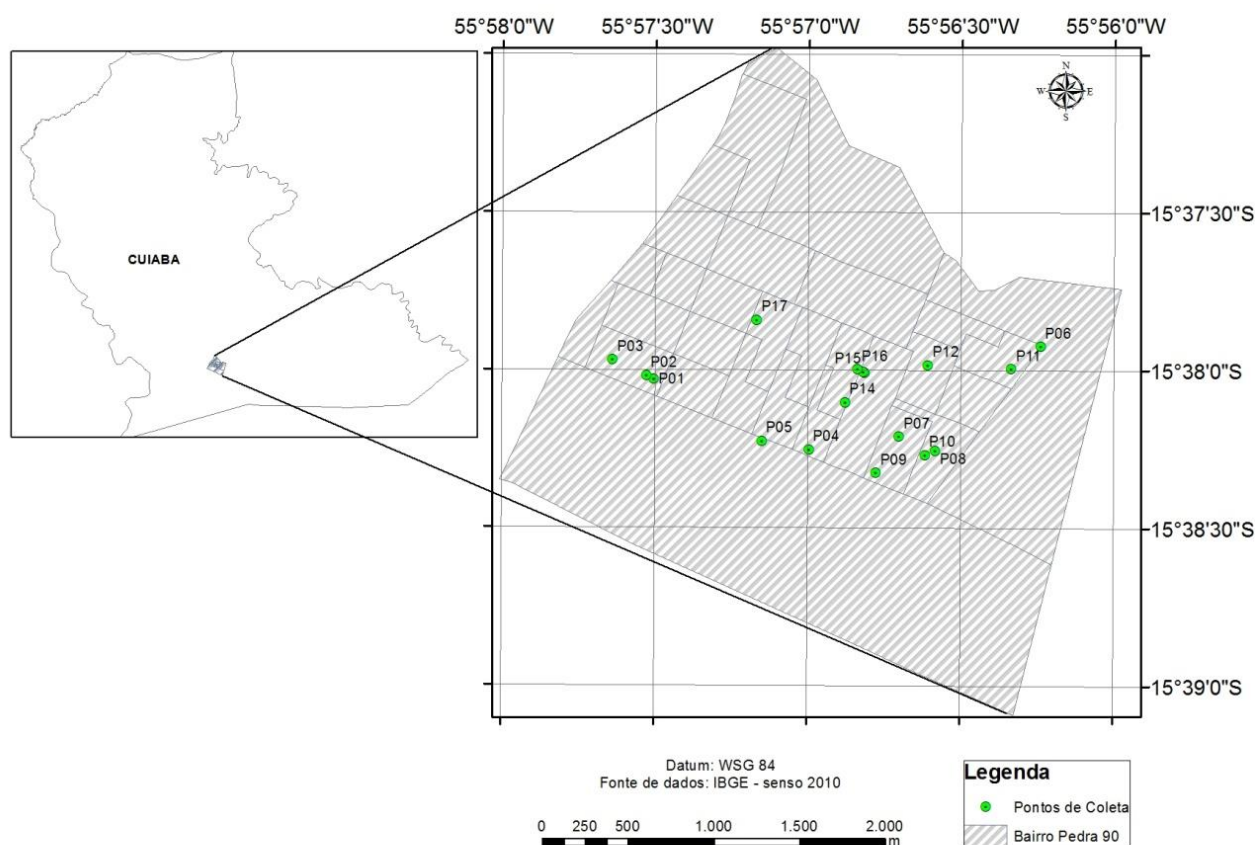 55°58'0"W 55°57'30"W 55°57'0"W 55°56'30"W 55°56'0"W
N
W E
S
15°37'30"S
CUIABA
P17
P06
P03
P15 P16
P12
P11
P02
15°38'0"S
P01
P14
P07
P05
P04
P10
P09
P08
15°38'30"S
15°39'0"S
Datum: WSG 84
Fonte de dados: IBGE - senso 2010
0 250 500 1.000 1.500 2.000
m
Legenda
Pontos de Coleta
Bairro Pedra 90